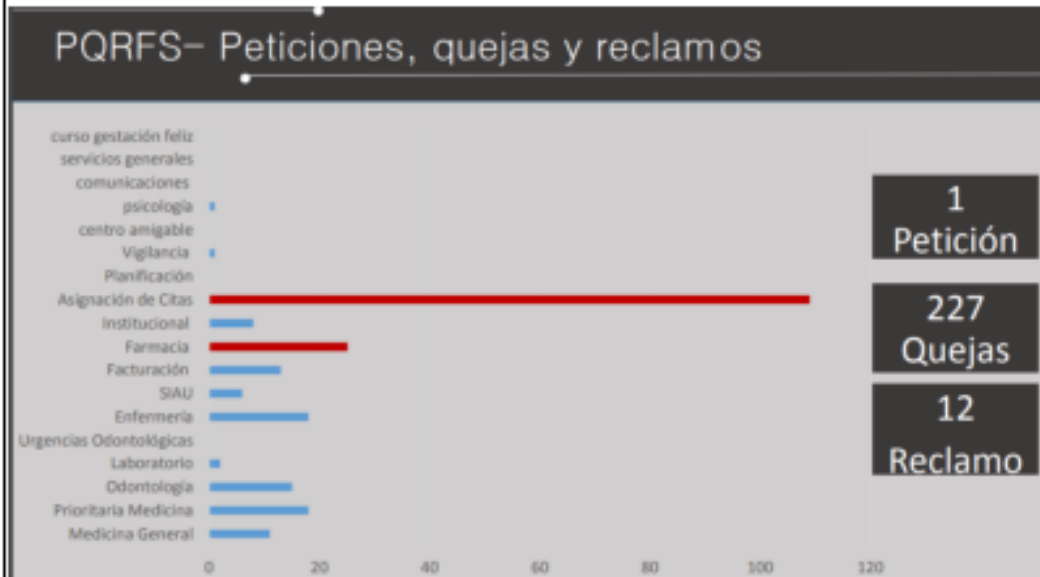 PQRFS– Peticiones, quejas y reclamos
curso gestación feliz
servicios generales
comunicaciones
psicología
centro amigable
Vigilancia
Planificación
Asignación de Citas
Institucional
Farmacia
Facturación
SIAU
Enfermería
Urgencias Odontológicas
Laboratorio
Odontología
Prioritaria Medicina
Medicina General
0 20 40 60 80 100 120
1
Petición
227
Quejas
12
Reclamo